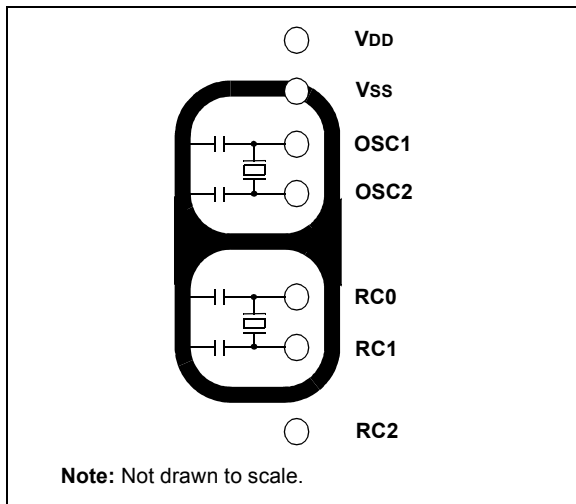 VDD
VSS
OSC1
OSC2
RC0
RC1
RC2
Note: Not drawn to scale.